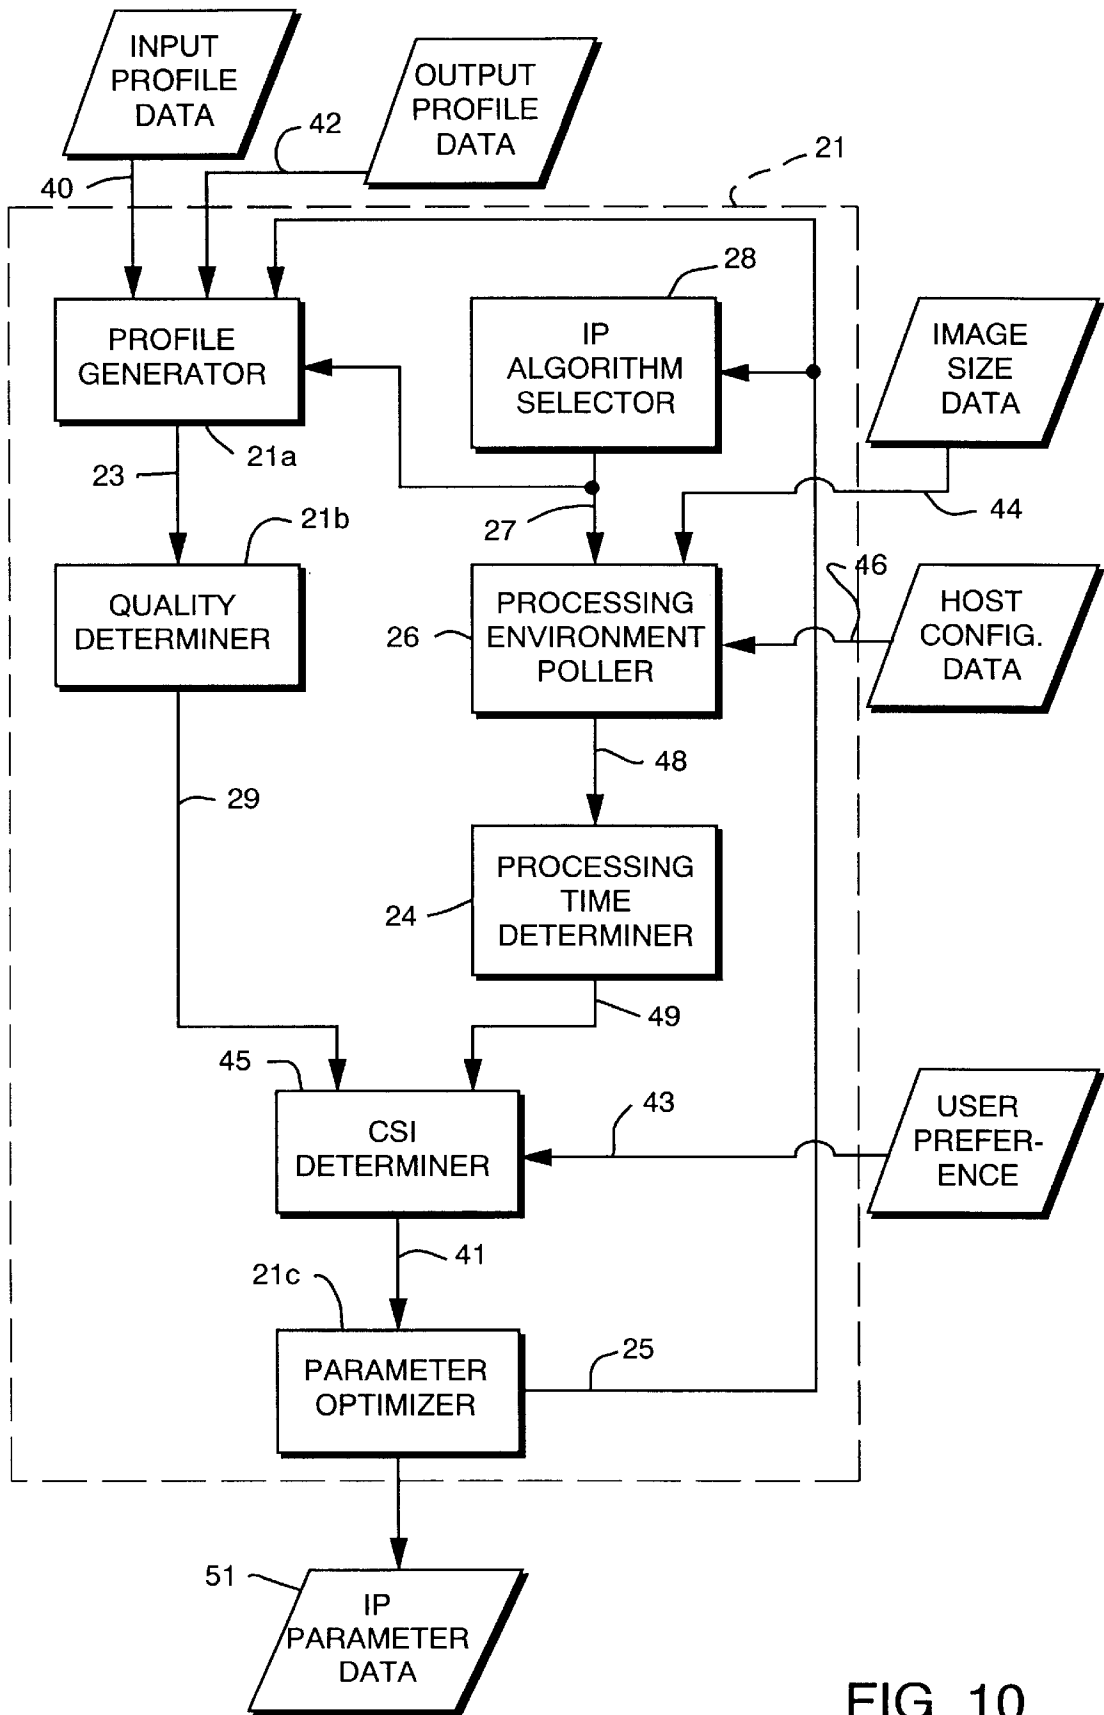 INPUT
PROFILE
DATA
OUTPUT
PROFILE
DATA
42
40
21
28
PROFILE
GENERATOR
IP
ALGORITHM
SELECTOR
IMAGE
SIZE
DATA
21a
23
27
44
21b
46
QUALITY
DETERMINER
26
PROCESSING
ENVIRONMENT
POLLER
HOST
CONFIG.
DATA
48
29
24
PROCESSING
TIME
DETERMINER
49
45
43
CSI
DETERMINER
USER
PREFER-
ENCE
41
21c
25
PARAMETER
OPTIMIZER
51
IP
PARAMETER
DATA
FIG. 10